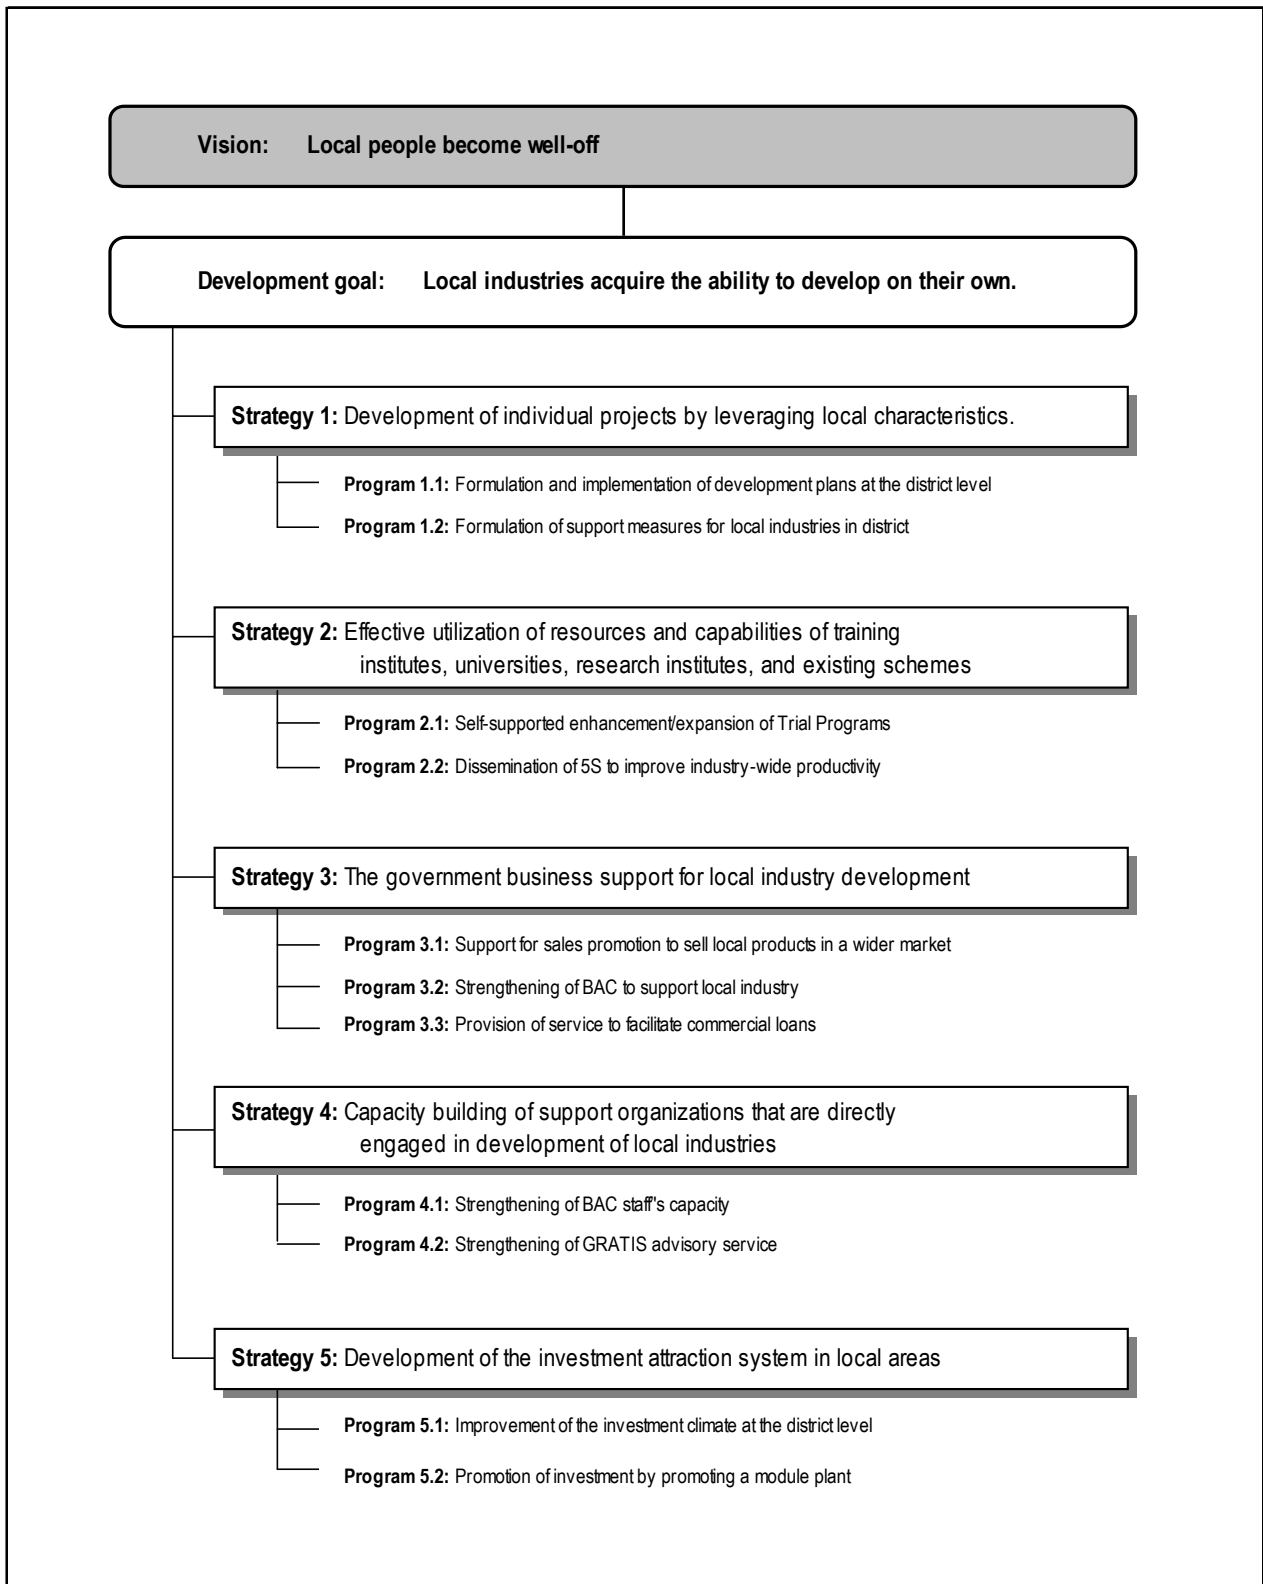 Vision: Local people become well-off
Development goal: Local industries acquire the ability to develop on their own.
Strategy 1: Development of individual projects by leveraging local characteristics.
Program 1.1: Formulation and implementation of development plans at the district level
Program 1.2: Formulation of support measures for local industries in district
Strategy 2: Effective utilization of resources and capabilities of training
institutes, universities, research institutes, and existing schemes
Program 2.1: Self-supported enhancement/expansion of Trial Programs
Program 2.2: Dissemination of 5S to improve industry-wide productivity
Strategy 3: The government business support for local industry development
Program 3.1: Support for sales promotion to sell local products in a wider market
Program 3.2: Strengthening of BAC to support local industry
Program 3.3: Provision of service to facilitate commercial loans
Strategy 4: Capacity building of support organizations that are directly
engaged in development of local industries
Program 4.1: Strengthening of BAC staff's capacity
Program 4.2: Strengthening of GRATIS advisory service
Strategy 5: Development of the investment attraction system in local areas
Program 5.1: Improvement of the investment climate at the district level
Program 5.2: Promotion of investment by promoting a module plant